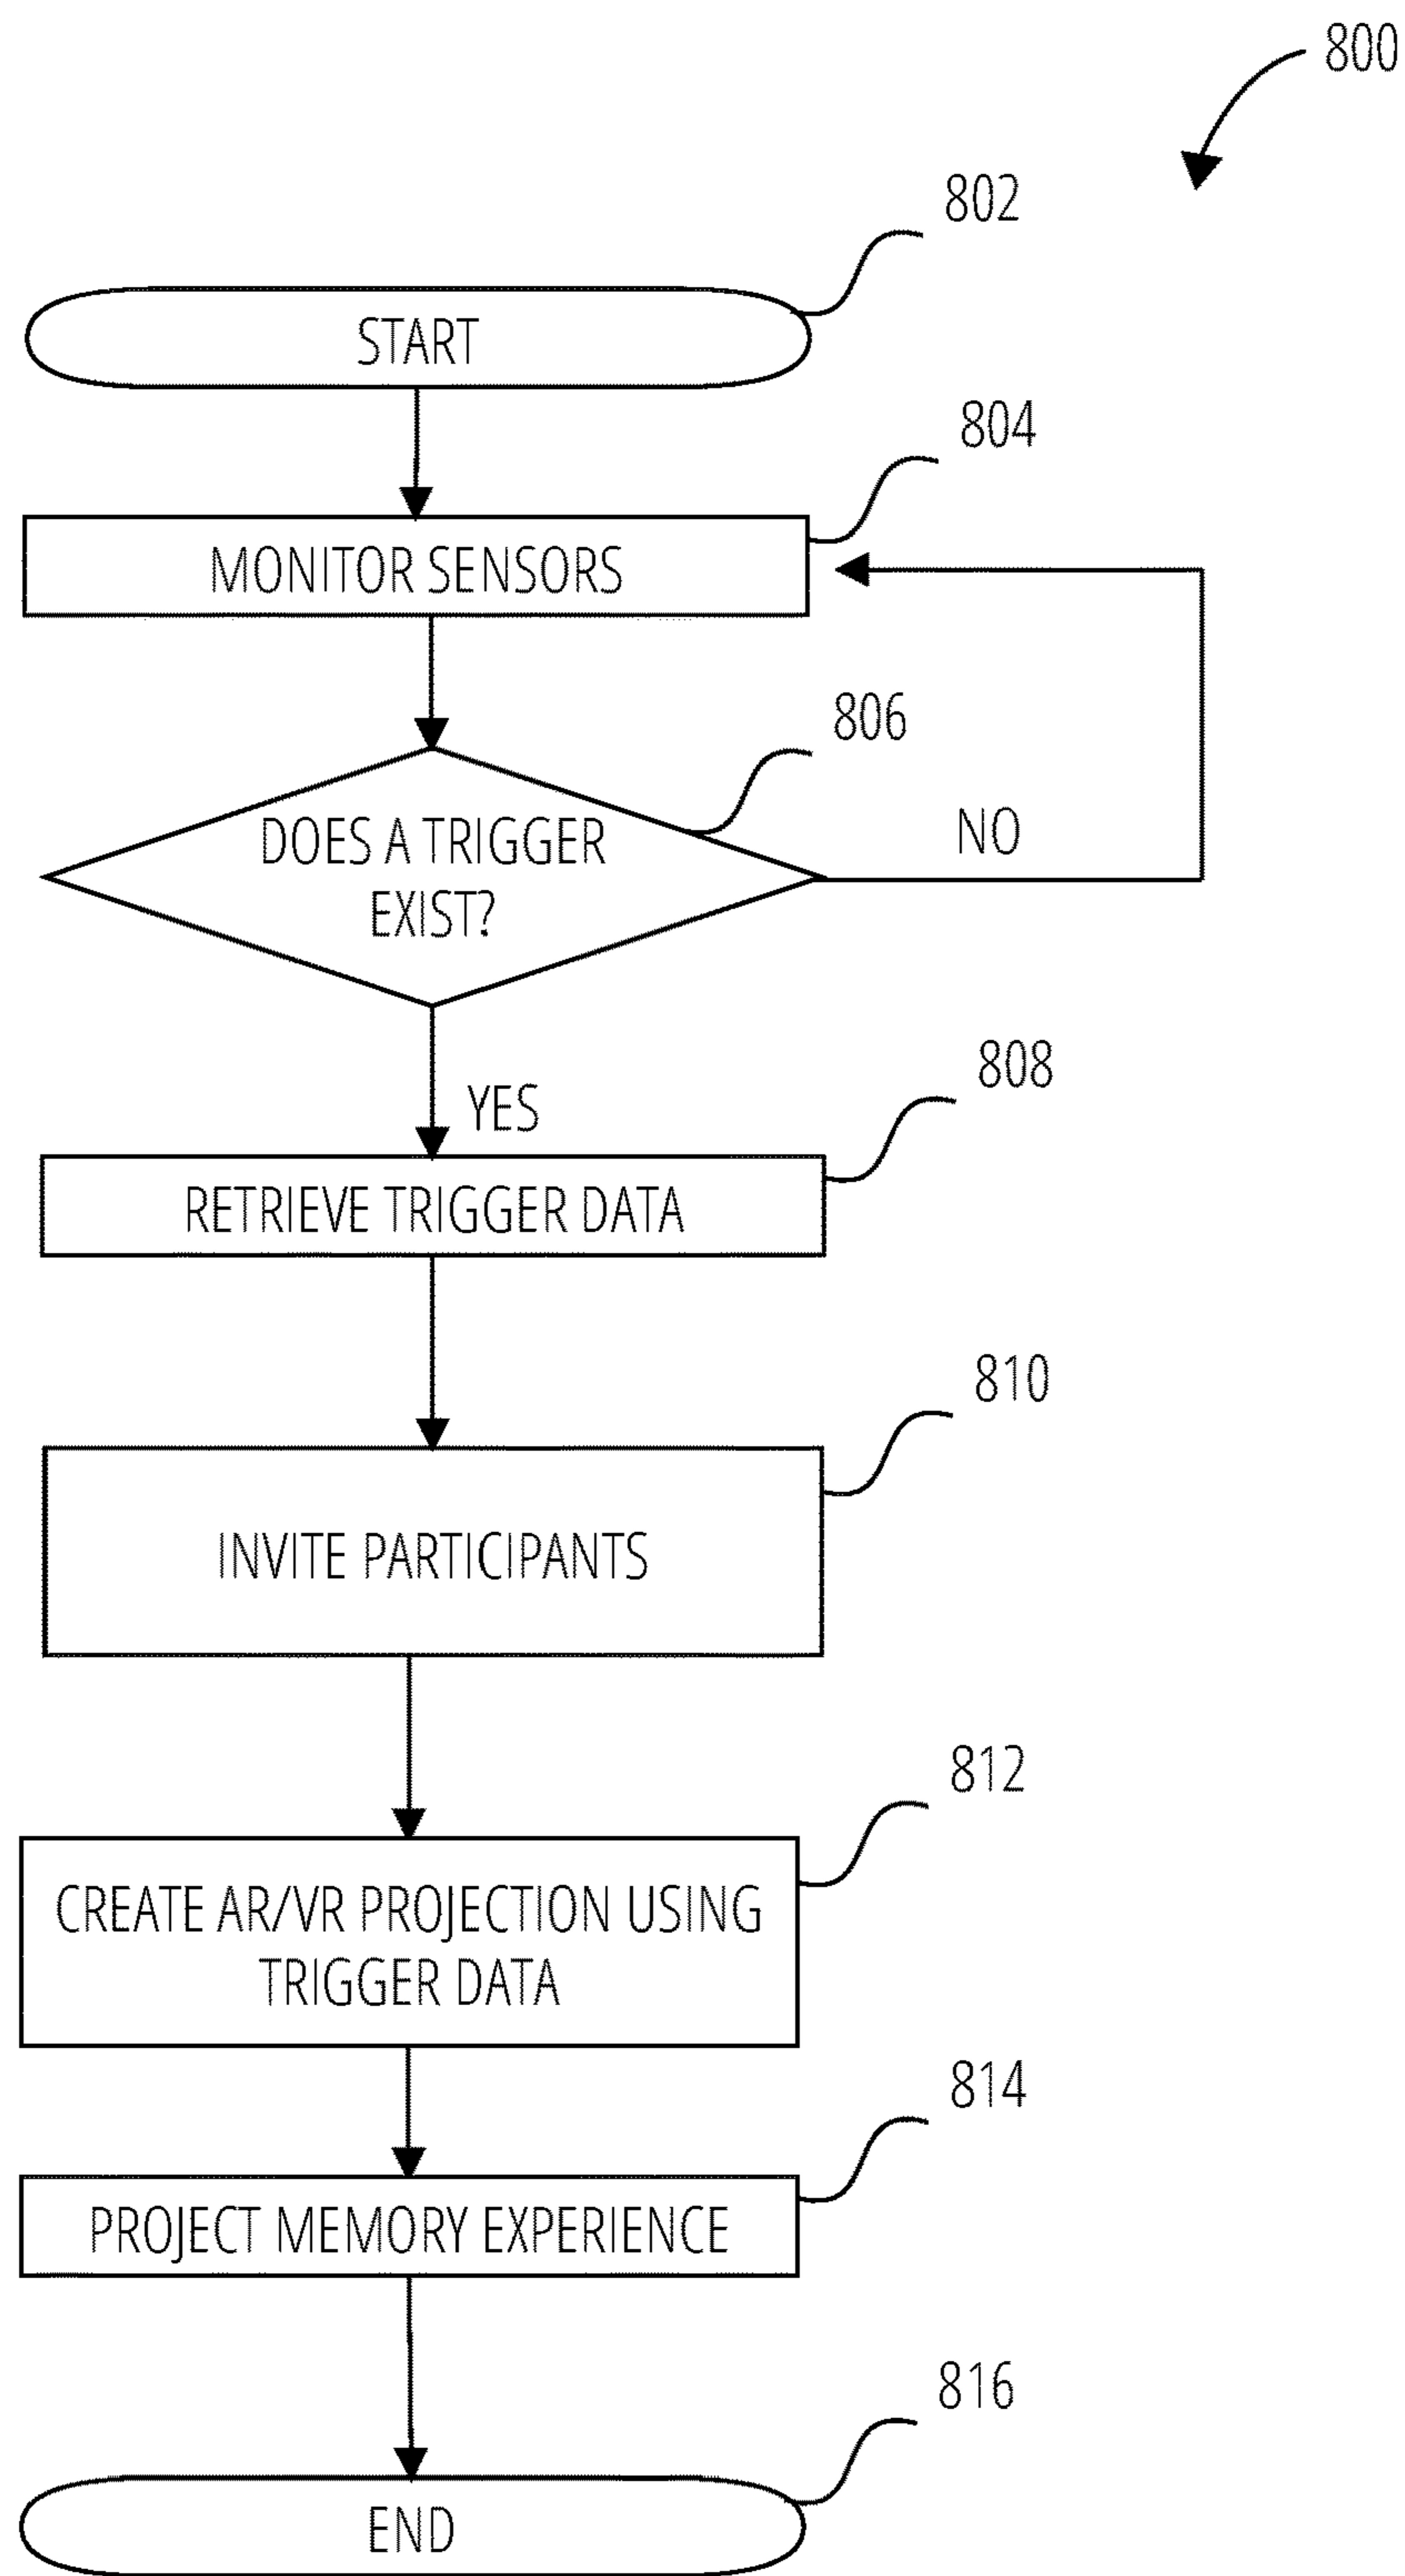 800
802
START
804
MONITOR SENSORS
806
DOES A TRIGGER
EXIST?
NO
808
YES
RETRIEVE TRIGGER DATA
810
INVITE PARTICIPANTS
812
CREATE AR/VR PROJECTION USING
TRIGGER DATA
814
PROJECT MEMORY EXPERIENCE
816
END